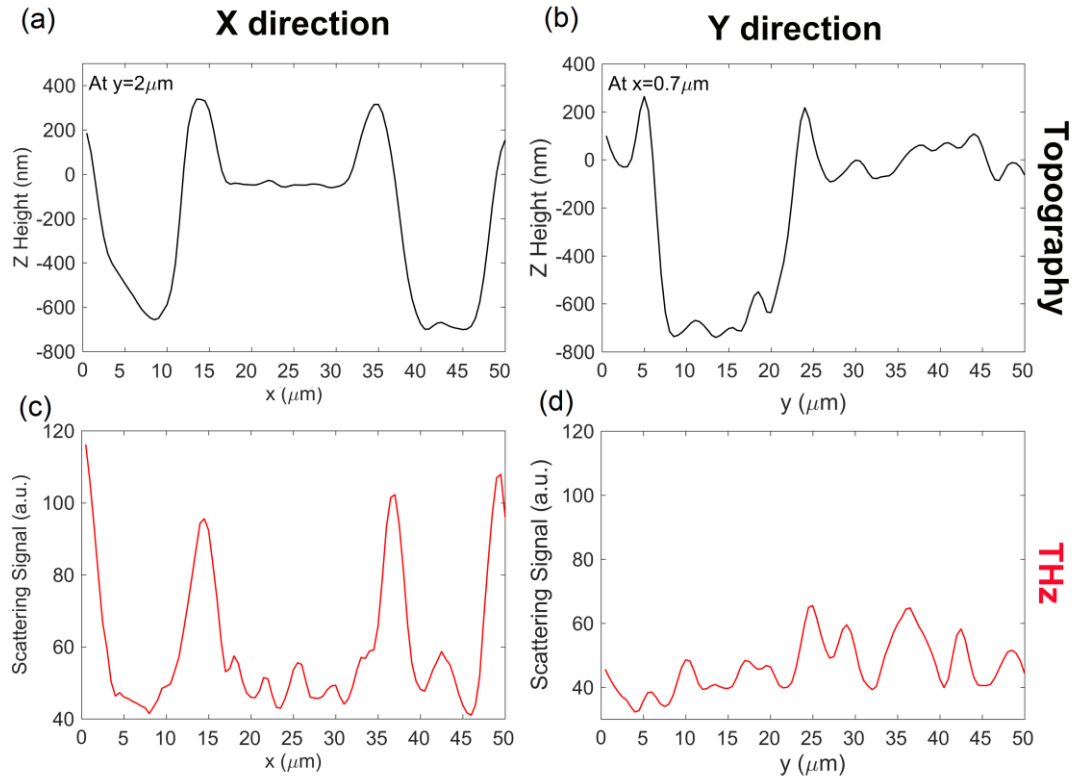 (a)
X direction
(b)
Y direction
At y=2μm
400
200
0
-200
-400
-600
-800
Z Height (nm)
0 5 10 15 20 25 30 35 40 45 50
x (μm)
At x=0.7μm
400
200
0
-200
-400
-600
-800
Z Height (nm)
0 5 10 15 20 25 30 35 40 45 50
y (μm)
Topography
(c)
120
100
80
60
40
Scattering Signal (a.u.)
0 5 10 15 20 25 30 35 40 45 50
x (μm)
(d)
120
100
80
60
40
Scattering Signal (a.u.)
0 5 10 15 20 25 30 35 40 45 50
y (μm)
THz